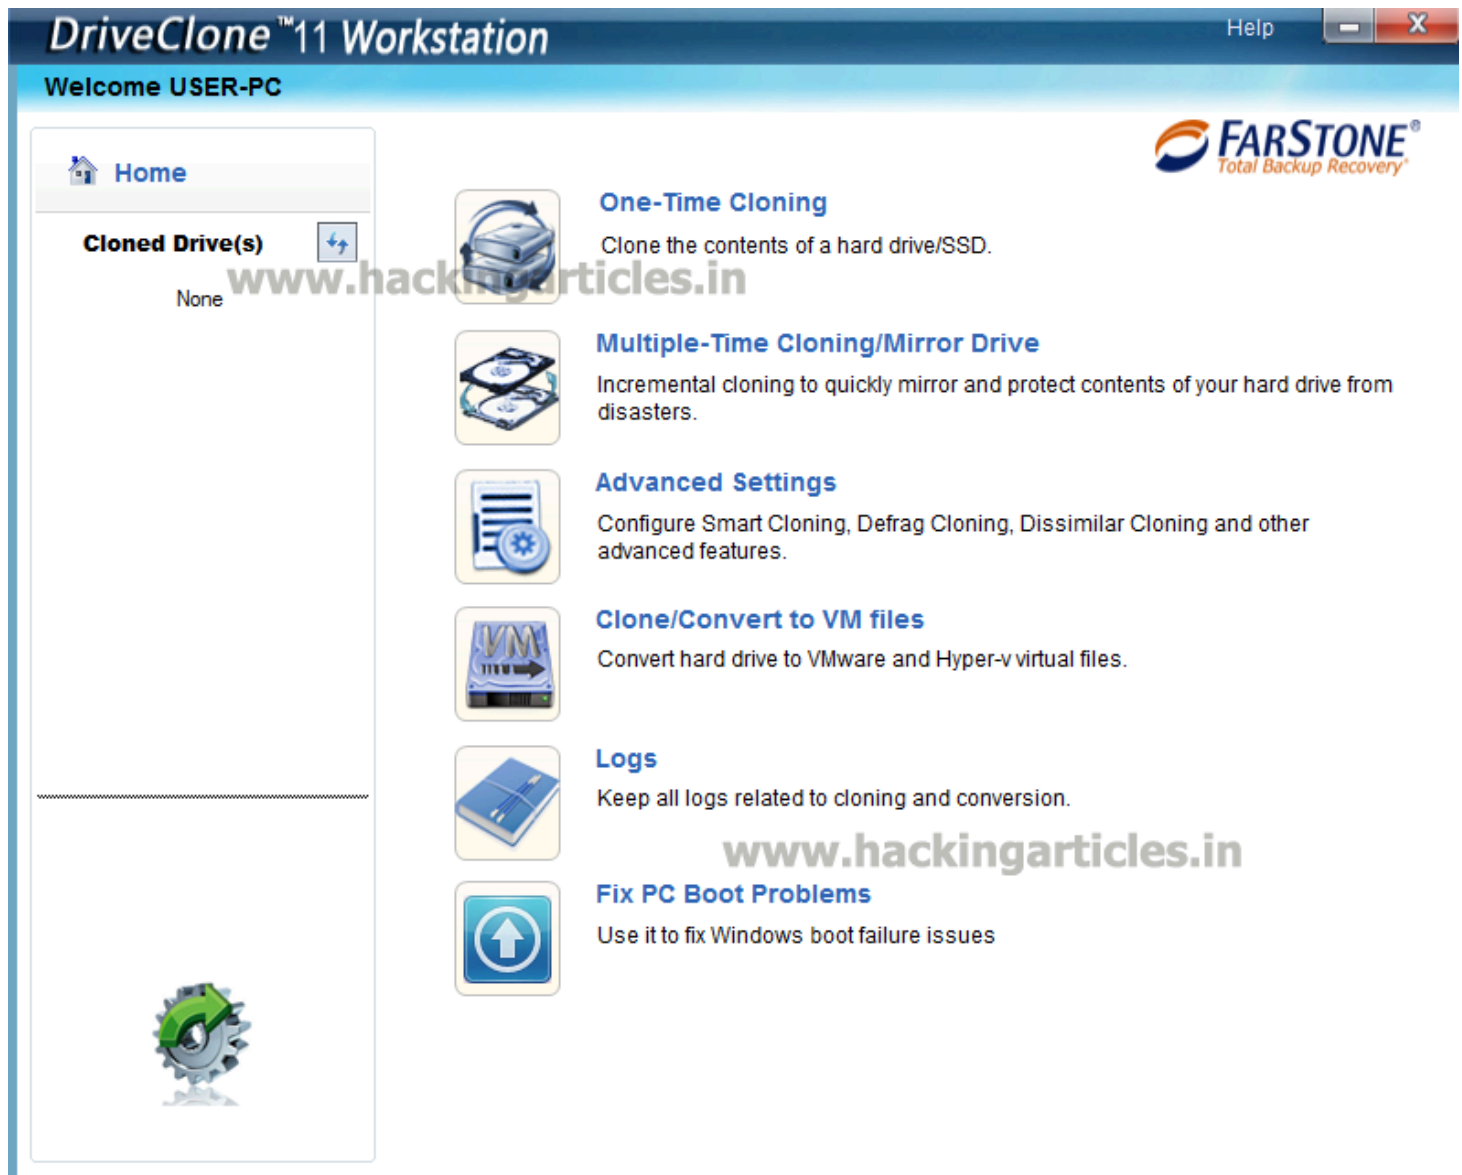 DriveClone™11 Workstation
Help
Welcome USER-PC
FARSTONE®
Total Backup Recovery
Home
Cloned Drive(s)
None
www.hackingarticles.in
One-Time Cloning
Clone the contents of a hard drive/SSD.
Multiple-Time Cloning/Mirror Drive
Incremental cloning to quickly mirror and protect contents of your hard drive from
disasters.
Advanced Settings
Configure Smart Cloning, Defrag Cloning, Dissimilar Cloning and other
advanced features.
VM
Clone/Convert to VM files
Convert hard drive to VMware and Hyper-v virtual files.
Logs
Keep all logs related to cloning and conversion.
www.hackingarticles.in
Fix PC Boot Problems
Use it to fix Windows boot failure issues